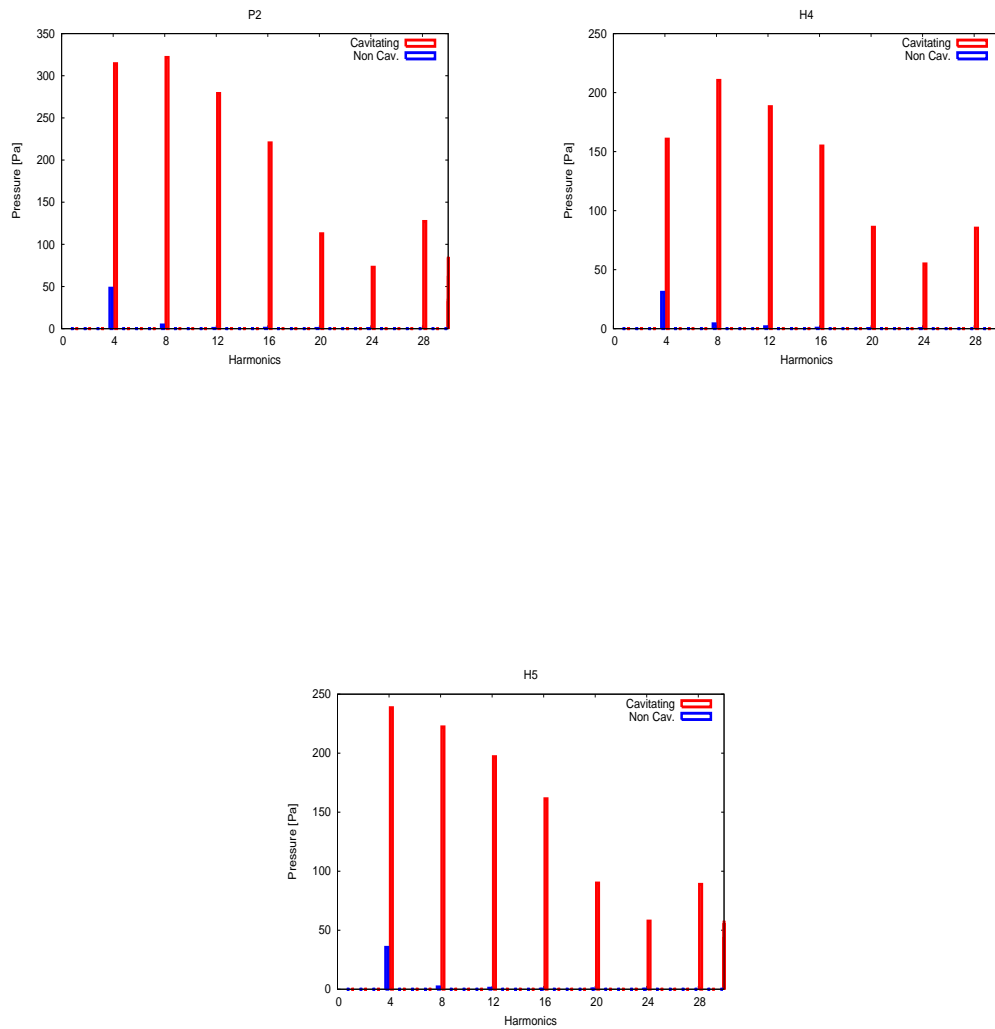 P2
350
300
250
200
150
100
50
0
0 4 8 12 16 20 24 28
Pressure [Pa]
Harmonics
Cavitating
Non Cav.
H4
250
200
150
100
50
0
0 4 8 12 16 20 24 28
Pressure [Pa]
Harmonics
Cavitating
Non Cav.
H5
250
200
150
100
50
0
0 4 8 12 16 20 24 28
Pressure [Pa]
Harmonics
Cavitating
Non Cav.